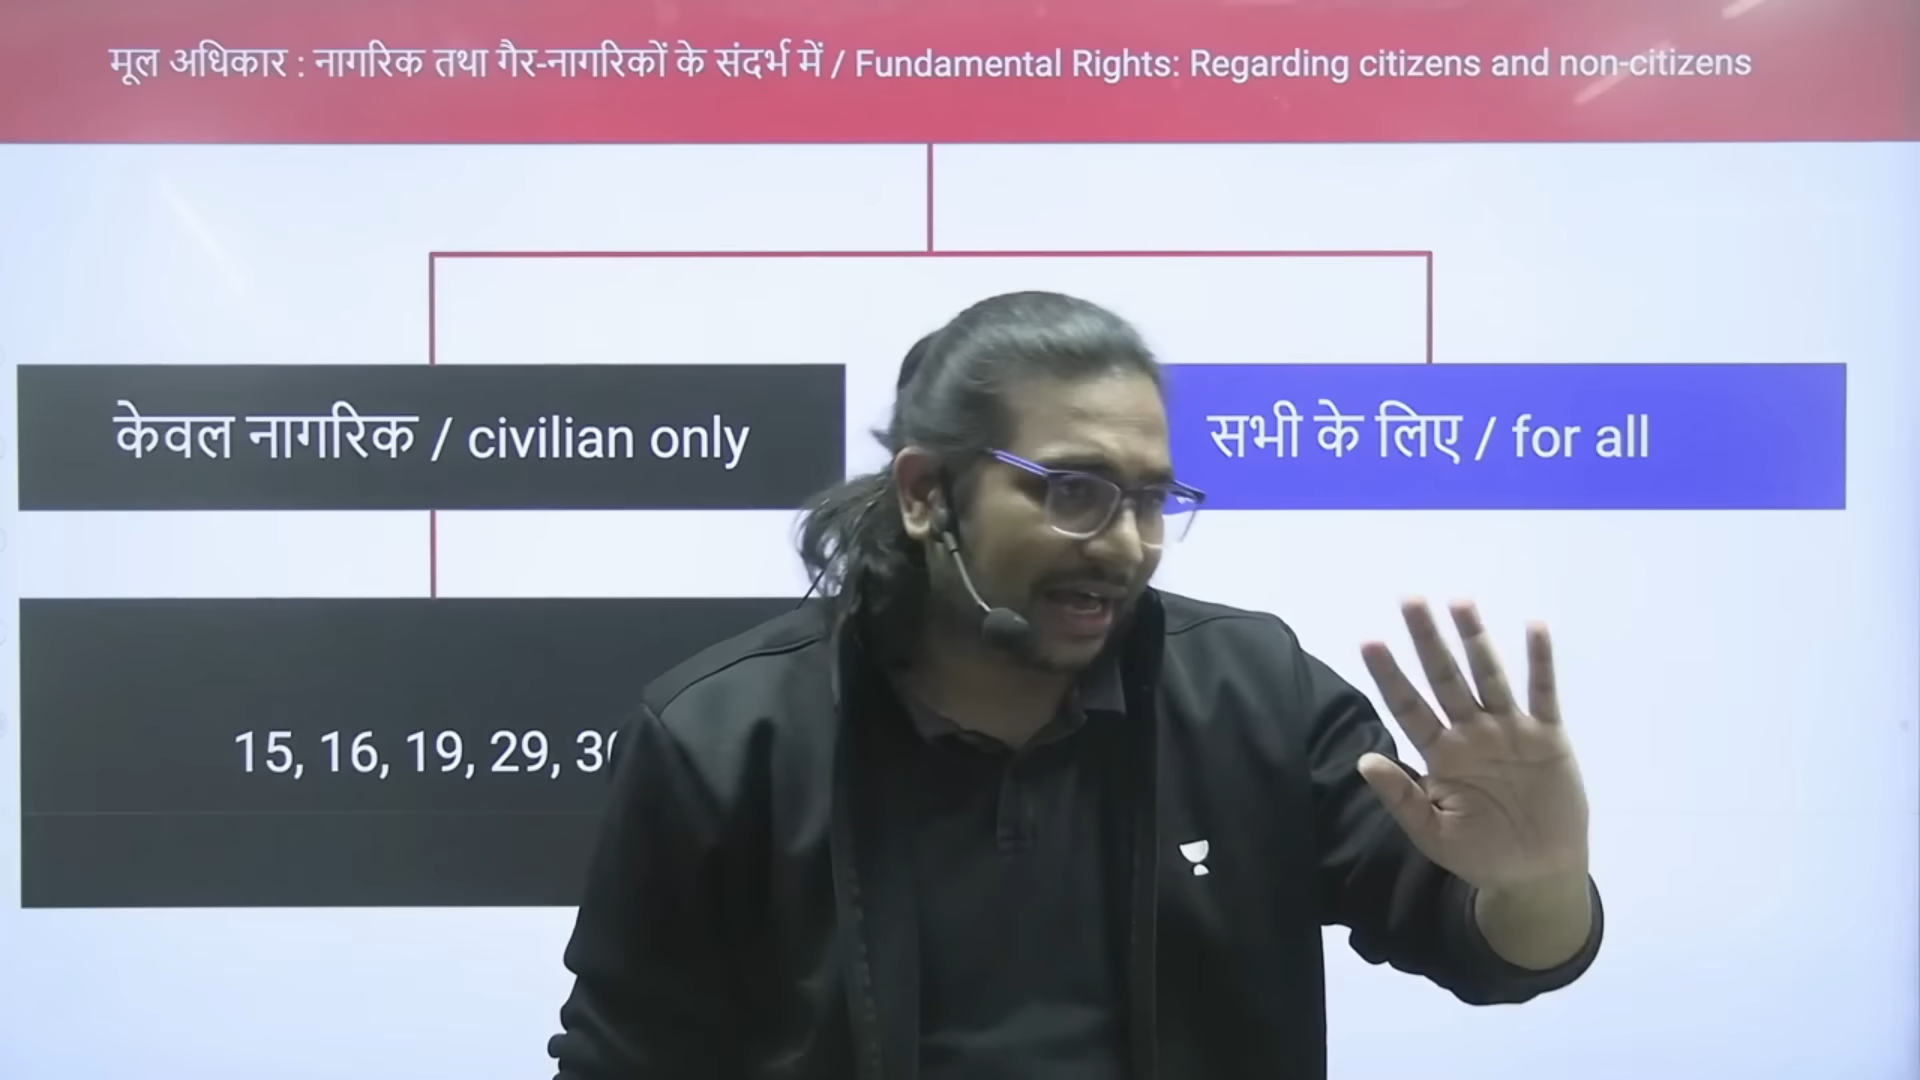 मूल अधिकार : नागरिक तथा गैर-नागरिकों के संदर्भ में / Fundamental Rights: Regarding citizens and non-citizens
केवल नागरिक / civilian only
सभी के लिए / for all
15, 16, 19, 29, 30